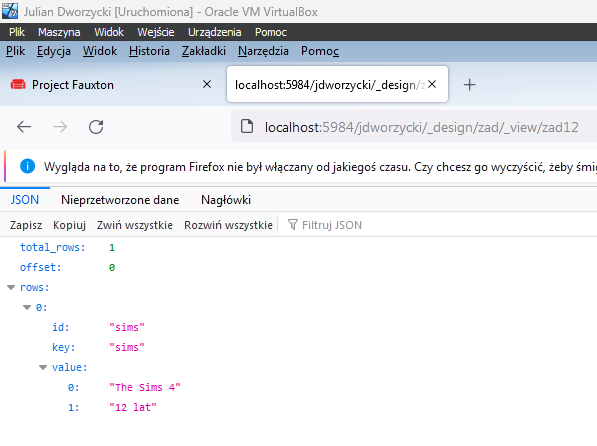 Julian Dworzycki [Uruchomiona] - Oracle VM VirtualBox
Plik Maszyna Widok Wejście Urządzenia Pomoc
Plik Edycja Widok Historia Zakładki Narzędzia Pomoc
Project Fauxton localhost:5984/jdworzycki/_design/z
localhost:5984/jdworzycki/_design/zad/_view/zad12
Wygląda na to, że program Firefox nie był włączany od jakiegoś czasu. Czy chcesz go wyczyścić, żeby śmig
JSON Nieprzetworzone dane Nagłówki
Zapisz Kopiuj Zwiń wszystkie Rozwiń wszystkie Filtruj JSON
total_rows: 1
offset: 0
rows:
0:
id: "sims"
key: "sims"
value:
0: "The Sims 4"
1: "12 lat"